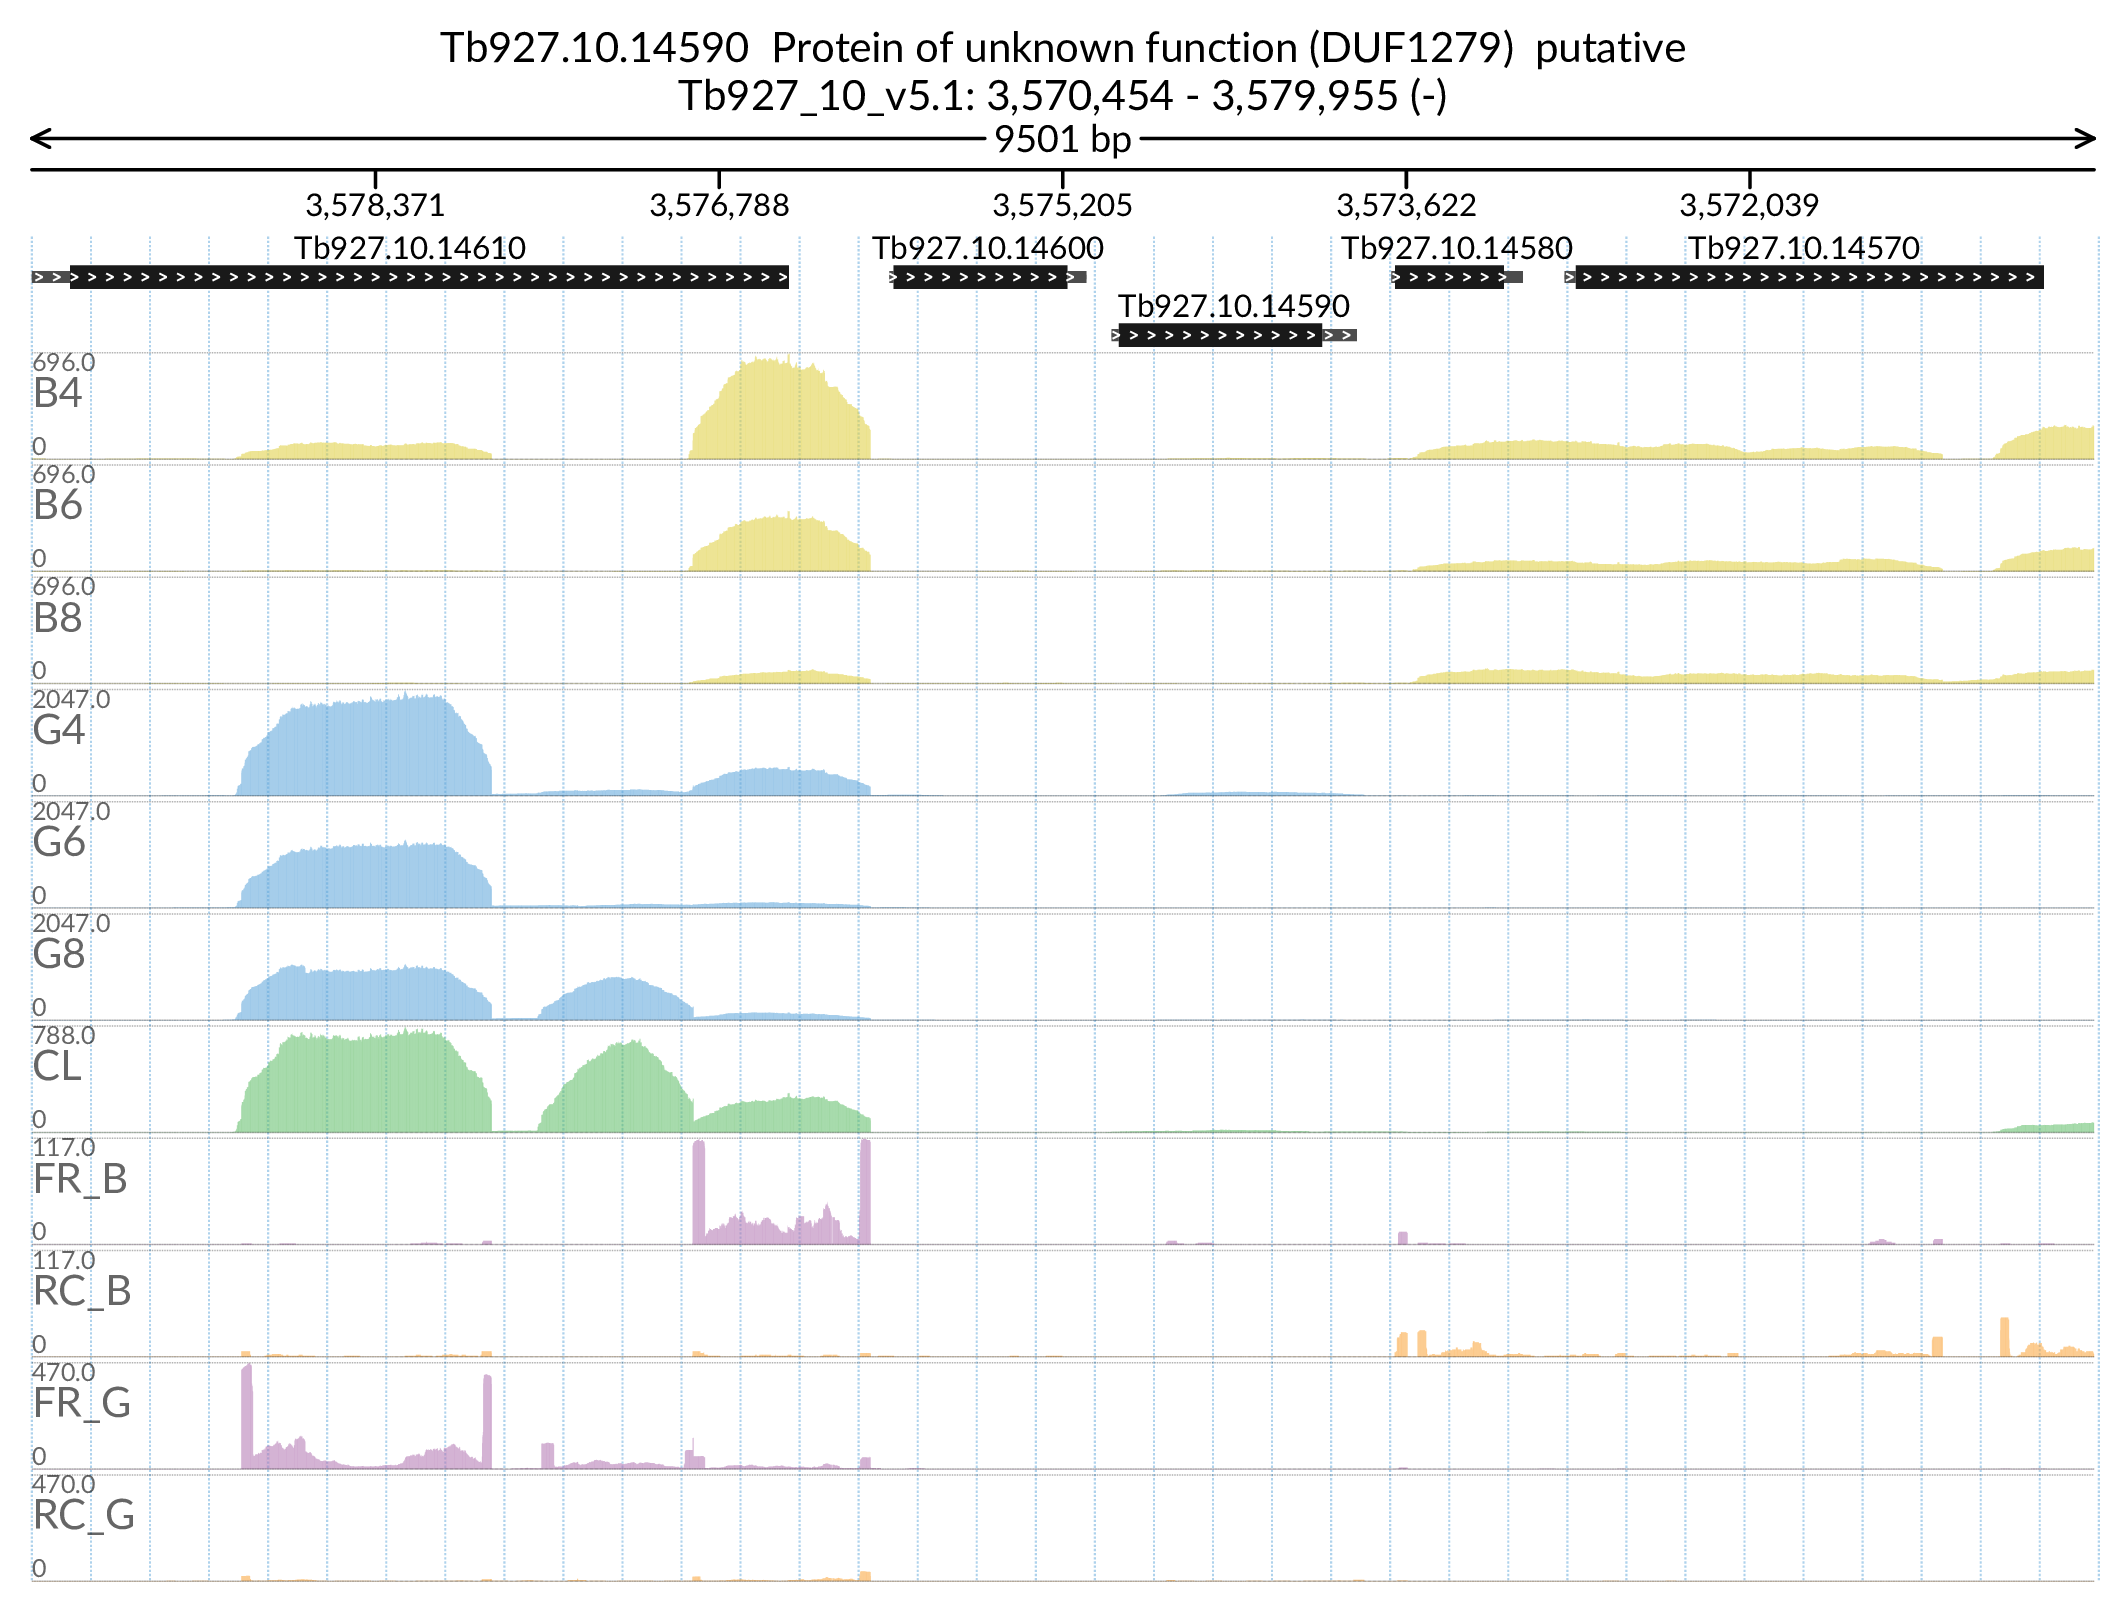 Tb927.10.14590 Protein of unknown function (DUF1279) putative
Tb927_10_v5.1: 3,570,454 - 3,579,955 (-)
9501 bp
3,578,371 3,576,788 3,575,205 3,573,622 3,572,039
Tb927.10.14610 Tb927.10.14600 Tb927.10.14580 Tb927.10.14570
Tb927.10.14590
696.0
B4
0
696.0
B6
0
696.0
B8
0
2047.0
G4
0
2047.0
G6
0
2047.0
G8
0
788.0
CL
0
117.0
FR_B
0
117.0
RC_B
0
470.0
FR_G
0
470.0
RC_G
0